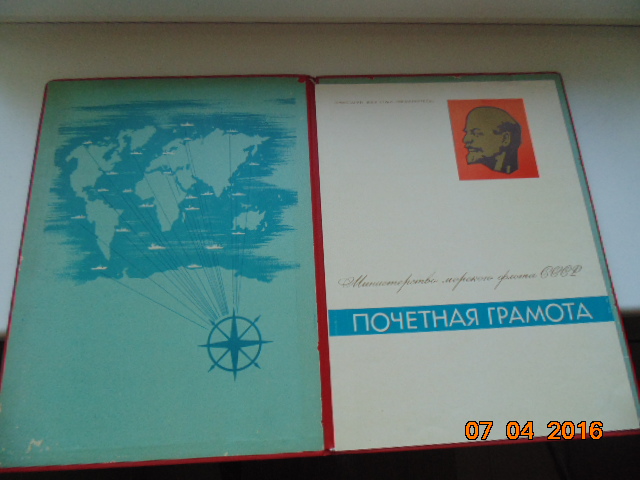 Министерство морского флота СССР
ПОЧЕТНАЯ ГРАМОТА
07 04 2016